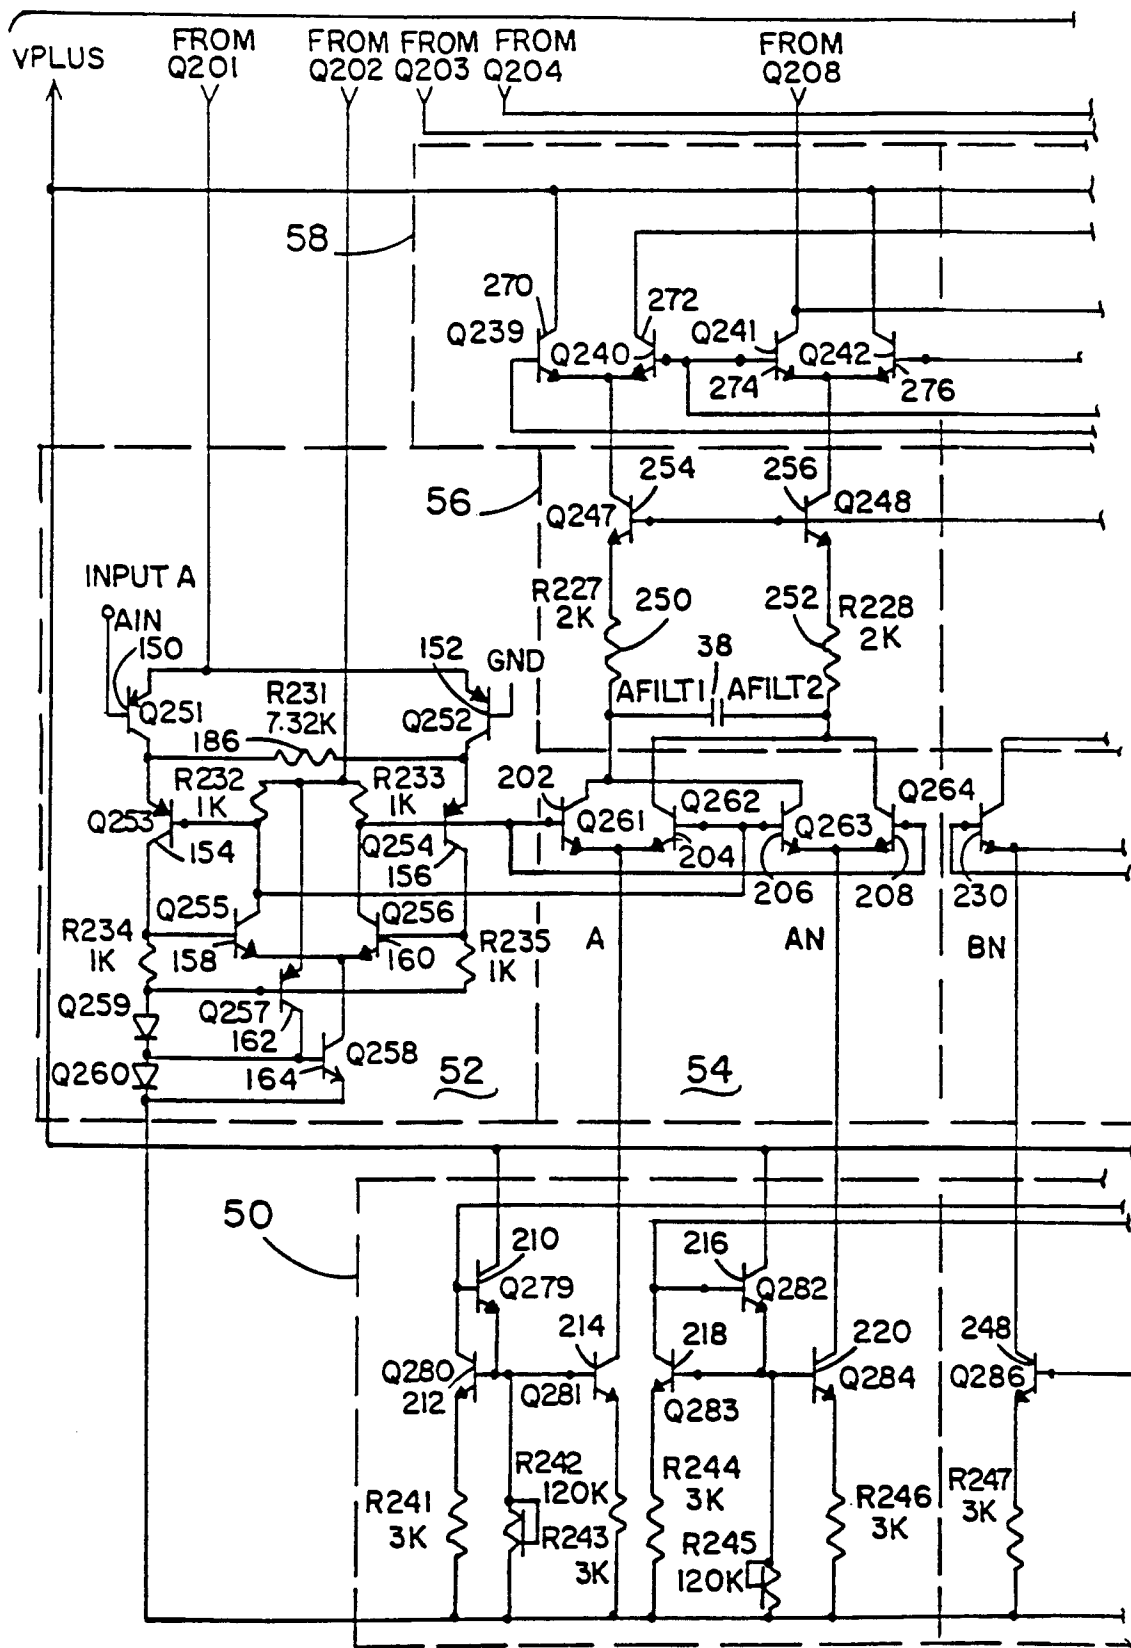 VPLUS
FROM
Q201
FROM
Q202
FROM
Q203
FROM
Q204
FROM
Q208
58
270
Q239
272
Q240
Q241
274
Q242
276
56
254
Q247
256
Q248
INPUT A
AIN
150
Q251
152
GND
Q252
R227
2K
250
252
R228
2K
38
AFILT1
AFILT2
R231
7.32K
186
R232
1K
R233
1K
Q253
154
Q254
156
202
Q261
Q262
204
Q263
206
Q264
208
230
Q255
158
Q256
160
R234
1K
R235
1K
A
AN
BN
Q259
Q257
162
Q258
Q260
164
52
54
50
210
Q279
216
Q282
214
218
220
248
Q280
212
Q281
Q283
Q284
Q286
R241
3K
R242
120K
R243
3K
R244
3K
R245
120K
R246
3K
R247
3K